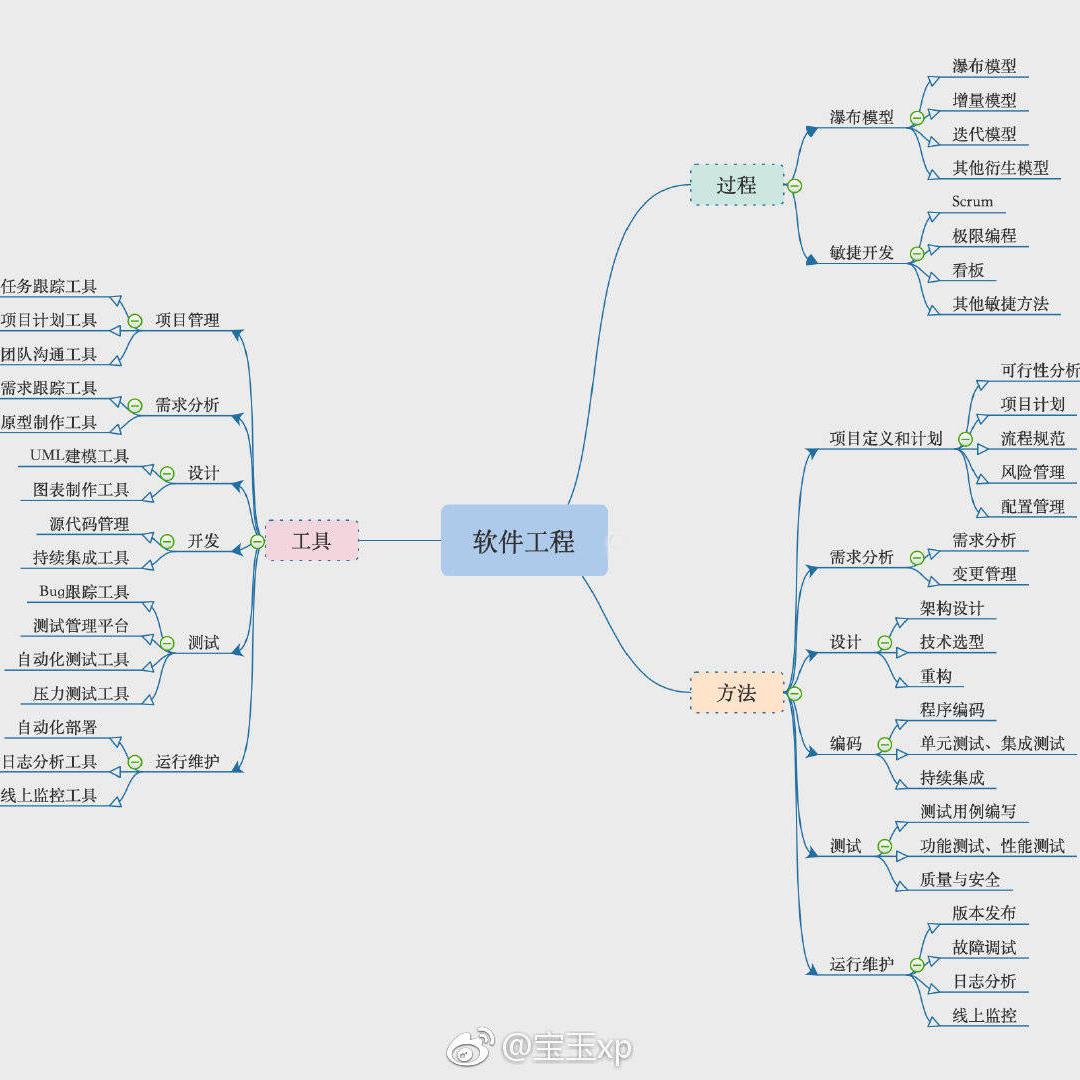 软件工程
过程
瀑布模型
瀑布模型
增量模型
迭代模型
其他衍生模型
敏捷开发
Scrum
极限编程
看板
其他敏捷方法
方法
项目定义和计划
可行性分析
项目计划
流程规范
风险管理
配置管理
需求分析
需求分析
变更管理
设计
架构设计
技术选型
重构
编码
程序编码
单元测试、集成测试
持续集成
测试
测试用例编写
功能测试、性能测试
质量与安全
运行维护
版本发布
故障调试
日志分析
线上监控
工具
项目管理
任务跟踪工具
项目计划工具
团队沟通工具
需求分析
需求跟踪工具
原型制作工具
设计
UML建模工具
图表制作工具
开发
源代码管理
持续集成工具
测试
Bug跟踪工具
测试管理平台
自动化测试工具
压力测试工具
运行维护
自动化部署
日志分析工具
线上监控工具
@宝玉xp